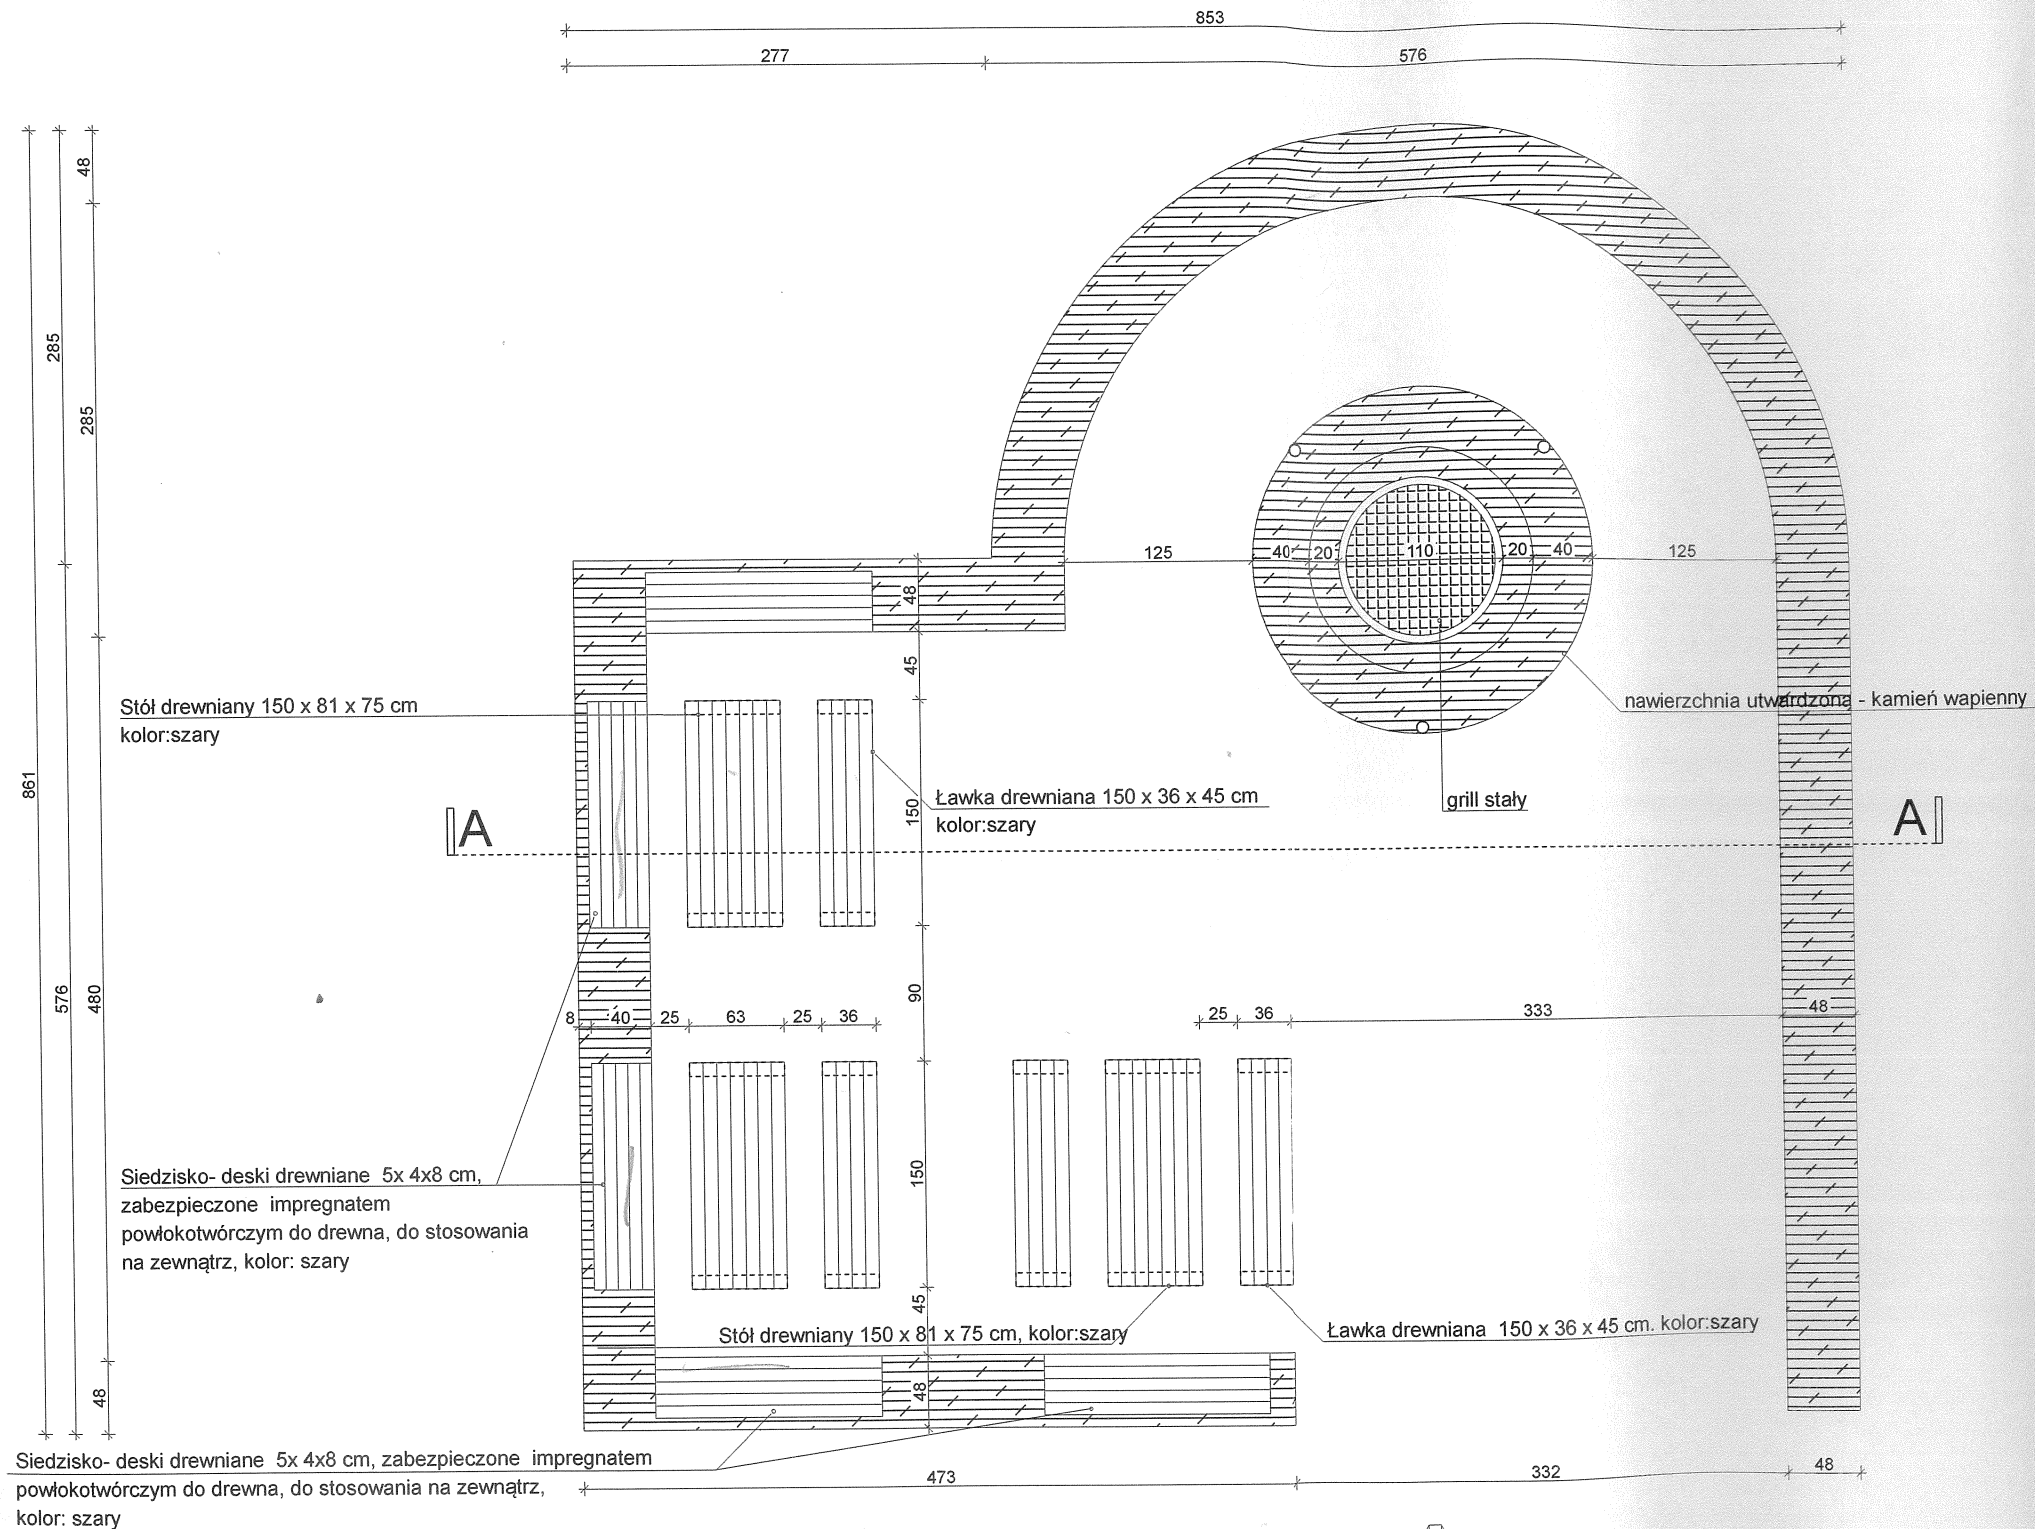 853
277
576
48
285
285
861
576
480
48
125
40
20
110
20
40
125
48
45
150
90
150
45
48
Stół drewniany 150 x 81 x 75 cm
kolor:szary
nawierzchnia utwardzona - kamień wapienny
Ławka drewniana 150 x 36 x 45 cm
kolor:szary
grill stały
A
A
8
40
25
63
25
36
25
36
333
48
Siedzisko- deski drewniane 5x 4x8 cm,
zabezpieczone impregnatem
powłokotwórczym do drewna, do stosowania
na zewnątrz, kolor: szary
Stół drewniany 150 x 81 x 75 cm, kolor:szary
Ławka drewniana 150 x 36 x 45 cm. kolor:szary
Siedzisko- deski drewniane 5x 4x8 cm, zabezpieczone impregnatem
powłokotwórczym do drewna, do stosowania na zewnątrz,
kolor: szary
473
332
48